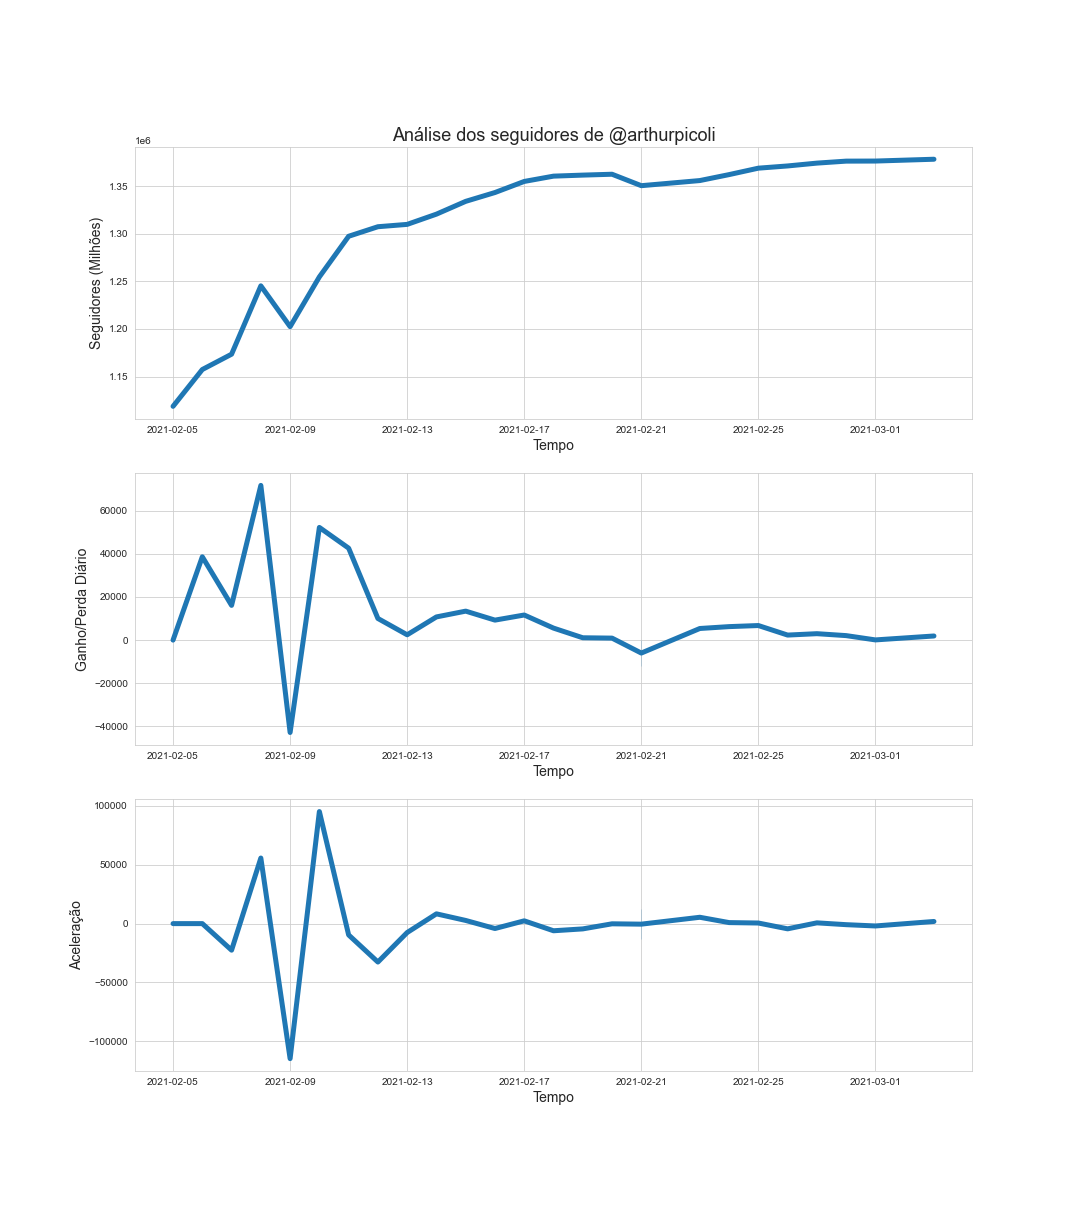 Análise dos seguidores de @arthurpicoli
1e6
1.35
1.30
1.25
1.20
1.15
Seguidores (Milhões)
2021-02-05 2021-02-09 2021-02-13 2021-02-17 2021-02-21 2021-02-25 2021-03-01
Tempo
60000
40000
20000
0
−20000
−40000
Ganho/Perda Diário
2021-02-05 2021-02-09 2021-02-13 2021-02-17 2021-02-21 2021-02-25 2021-03-01
Tempo
100000
50000
0
−50000
−100000
Aceleração
2021-02-05 2021-02-09 2021-02-13 2021-02-17 2021-02-21 2021-02-25 2021-03-01
Tempo